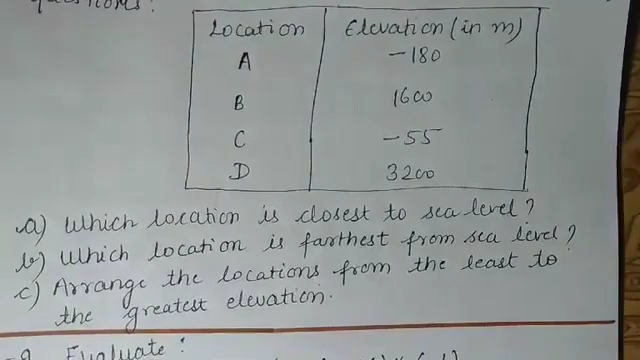 questions:
Location Elevation (in m)
A -180
B 1600
C -55
D 3200
a) Which location is closest to sea level?
b) Which location is farthest from sea level?
c) Arrange the locations from the least to
the greatest elevation.
Evaluate: